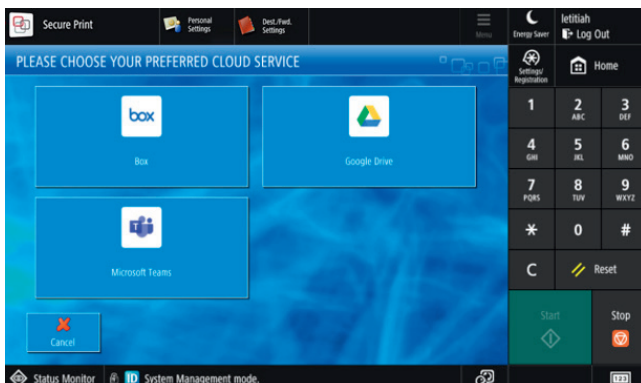 Secure Print
Personal
Settings
Dest./Fwd.
Settings
Menu
Energy Saver
letitiah
Log Out
PLEASE CHOOSE YOUR PREFERRED CLOUD SERVICE
Settings/
Registration
Home
box
Box
Google Drive
T
Microsoft Teams
Cancel
1
2
ABC
3
DEF
4
GHI
5
JKL
6
MNO
7
PQRS
8
TUV
9
WXYZ
*
0
#
C
Reset
Start
Stop
Status Monitor
ID System Management mode.
123